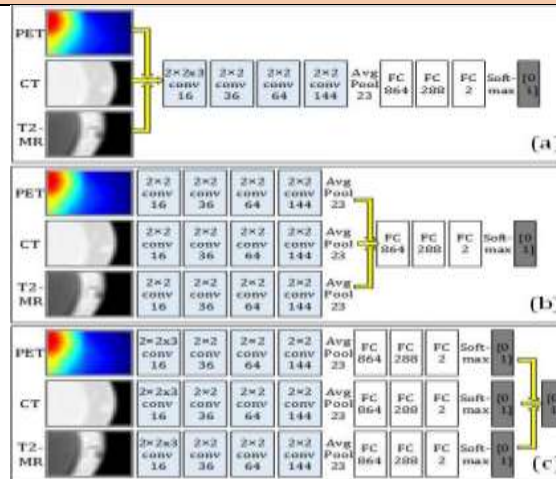 PET
CT
T2-
MR
2×2x3 conv 16
2×2 conv 36
2×2 conv 64
2×2 conv 144
Avg Pool 23
FC 864
FC 288
FC 2
Soft-max
[0 1]
(a)
PET
2×2 conv 16
2×2 conv 36
2×2 conv 64
2×2 conv 144
Avg Pool 23
CT
2×2 conv 16
2×2 conv 36
2×2 conv 64
2×2 conv 144
Avg Pool 23
T2-
MR
2×2 conv 16
2×2 conv 36
2×2 conv 64
2×2 conv 144
Avg Pool 23
FC 864
FC 288
FC 2
Soft-max
[0 1]
(b)
PET
2×2x3 conv 16
2×2 conv 36
2×2 conv 64
2×2 conv 144
Avg Pool 23
FC 864
FC 288
FC 2
Soft-max
[0 1]
CT
2×2x3 conv 16
2×2 conv 36
2×2 conv 64
2×2 conv 144
Avg Pool 23
FC 864
FC 288
FC 2
Soft-max
[0 1]
T2-
MR
2×2x3 conv 16
2×2 conv 36
2×2 conv 64
2×2 conv 144
Avg Pool 23
FC 864
FC 288
FC 2
Soft-max
[0 1]
(c)